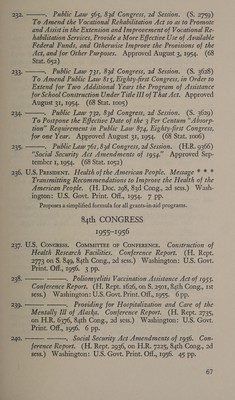 232. ———. Public Law 565, 83d Congress, 2d Session. (S. 2759)
To Amend the Vocational Rehabilitation Act so as to Promote
and Assist in the Extension and Improvement of Vocational Re-
habilitation Services, Provide a More Effective Use of Available
Federal Funds, and Otherwise Improve the Provisions of the
Act, and for Other Purposes. Approved August 3, 1954. (68
Stat. 652)
233. ———. Public Law 731, 83d Congress, 2d Session. (S. 3628)
To Amend Public Law 815, Eighty-first Congress, in Order to
Extend for Two Additional Years the Program of Assistance
for School Construction Under Title III of That Act. Approved
August 31, 1954. (68 Stat. 1005)
234. ———. Public Law 732, 83d Congress, 2d Session. (S. 3629)
To Postpone the Effective Date of the 3 Per Centum "Absorp-
tion" Requirement in Public Law 874, Eighty-first Congress,
for one Year. Approved August 31, 1954. (68 Stat. 1006)
235. ———. Public Law 761, 83d Congress, 2d Session. (H.R. 9366)
"Social Security Act Amendments of 1954." Approved Sep-
tember 1, 1954. (68 Stat. 1052)
236. U.S. President. Health of the American People. Message * * *
Transmitting Recommendations to Improve the Health of the
American People. (H. Doc. 298, 83d Cong., 2d sess.) Wash-
ington: U.S. Govt. Print. Off., 1954. 7 pp.
Proposes a simplified formula for all grants-in-aid programs.
84th CONGRESS
1955–1956
237. U.S. Congress. Committee of Conference. Construction of
Health Research Facilities. Conference Report. (H. Rept.
2773 on S. 849, 84th Cong., 2d sess.) Washington: U.S. Govt.
Print. Off., 1956. 3 pp.
238. ———. Poliomyelitis Vaccination Assistance Act of 1955.
Conference Report. (H. Rept. 1626, on S. 2501, 84th Cong., 1st
sess.) Washington: U.S. Govt. Print. Off., 1955. 6 pp.
239. ———. Providing for Hospitalization and Care of the
Mentally Ill of Alaska. Conference Report. (H. Rept. 2735,
on H.R. 6376, 84th Cong., 2d sess.) Washington: U.S. Govt.
Print. Off., 1956. 6 pp.
240. ———. Social Security Act Amendments of 1956. Con-
ference Report. (H. Rept. 2936, on H.R. 7225, 84th Cong., 2d
sess.) Washington: U.S. Govt. Print. Off., 1956. 45 pp.
67